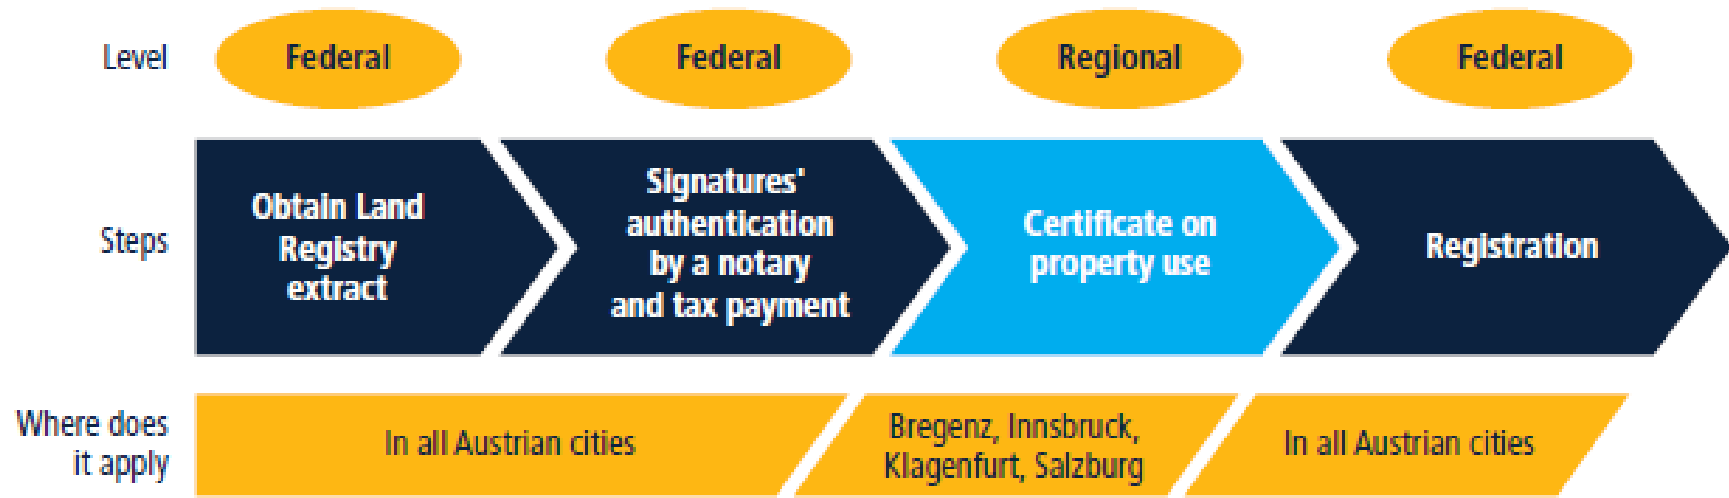 Level
Federal
Federal
Regional
Federal
Steps
Obtain Land
Registry
extract
Signatures'
authentication
by a notary
and tax payment
Certificate on
property use
Registration
Where does
it apply
In all Austrian cities
Bregenz, Innsbruck,
Klagenfurt, Salzburg
In all Austrian cities